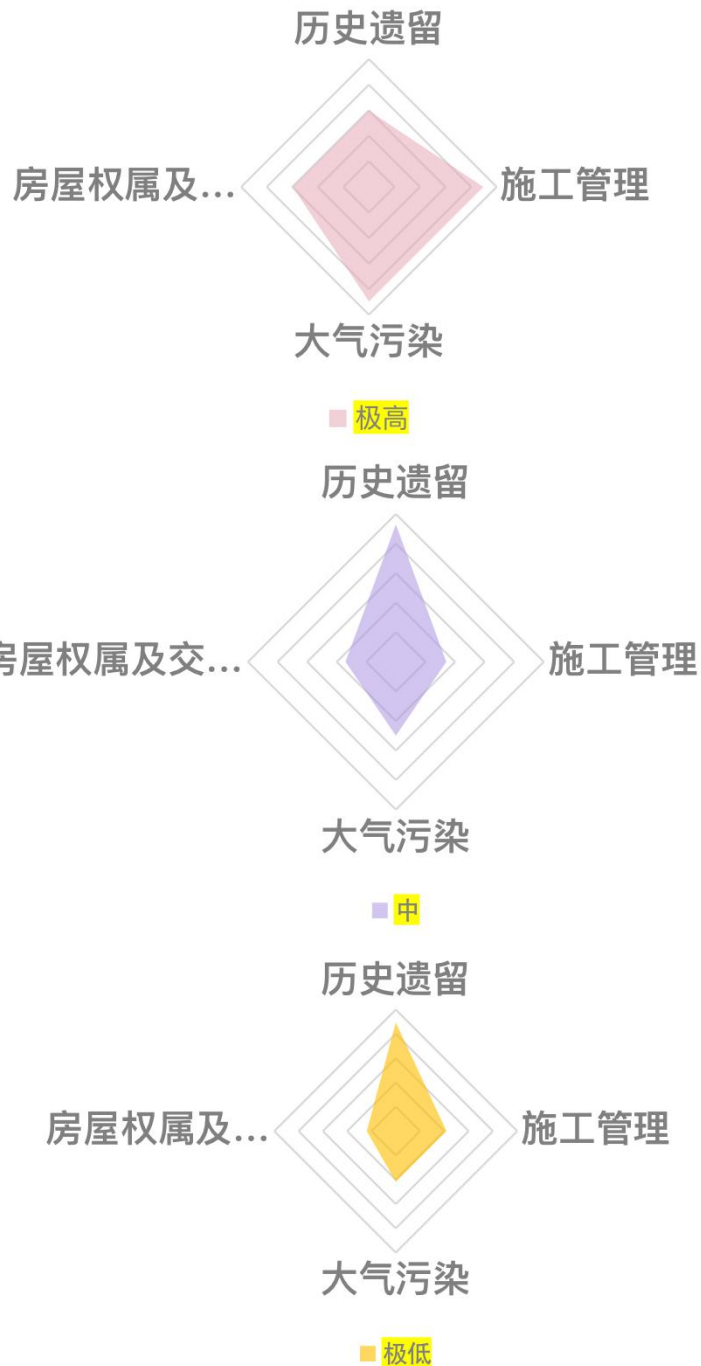 历史遗留
房屋权属及...
施工管理
大气污染
极高
历史遗留
房屋权属及交...
施工管理
大气污染
中
历史遗留
房屋权属及...
施工管理
大气污染
极低